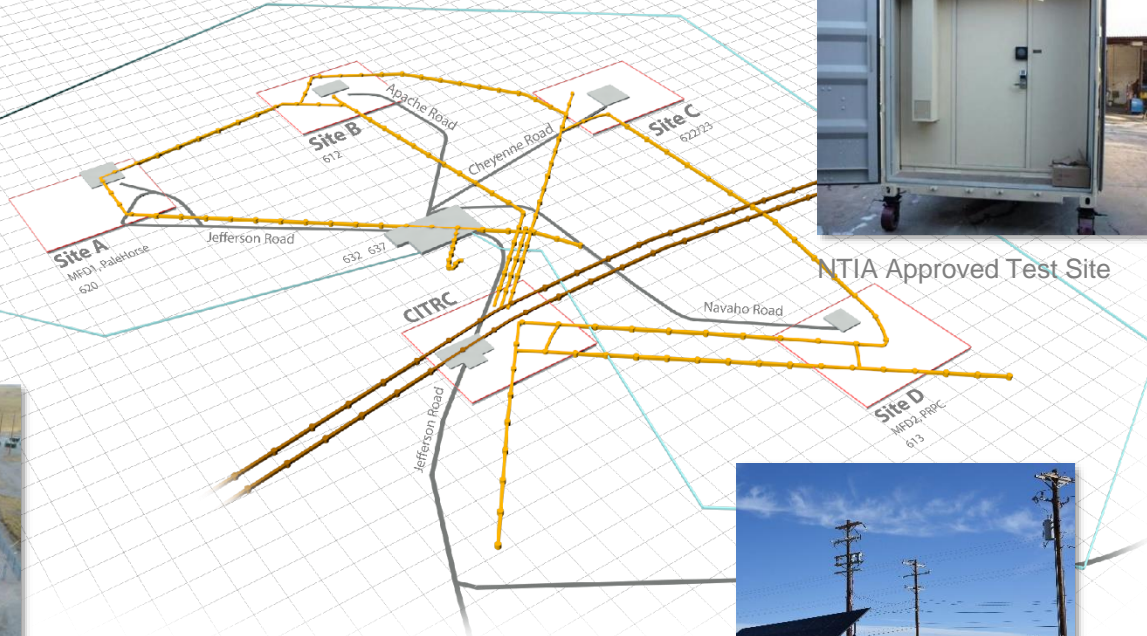 Apache Road
Site B
612
Cheyenne Road
Site C
622/23
Site A
MFD1, PaleHorse
620
Jefferson Road
632 637
CITRC
NTIA Approved Test Site
Navaho Road
Site D
MFD2, PRPC
613
Jefferson Road